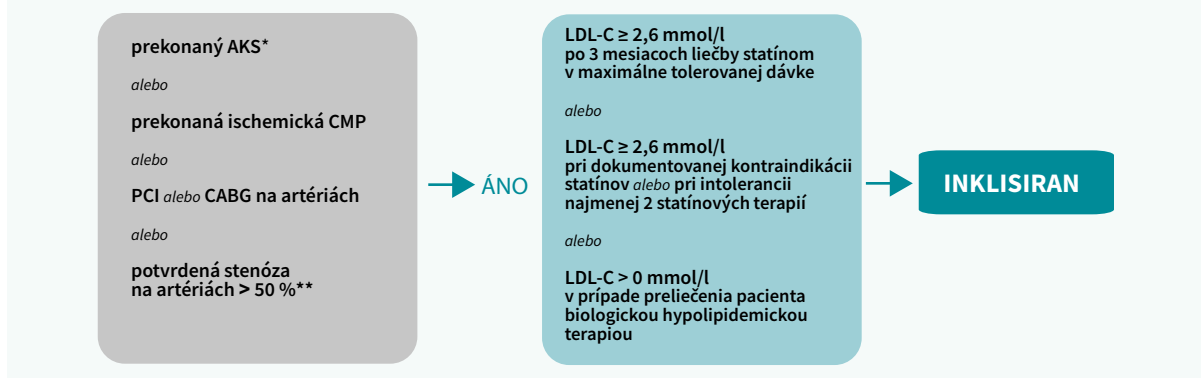 prekonaný AKS*
alebo
prekonaná ischemická CMP
alebo
PCI alebo CABG na artériách
alebo
potvrdená stenóza
na artériách > 50 %**
ÁNO
LDL-C ≥ 2,6 mmol/l
po 3 mesiacoch liečby statínom
v maximálne tolerovanej dávke
alebo
LDL-C ≥ 2,6 mmol/l
pri dokumentovanej kontraindikácii
statínov alebo pri intolerancii
najmenej 2 statínových terapií
alebo
LDL-C > 0 mmol/l
v prípade preliečenia pacienta
biologickou hypolipidemickou
terapiou
INKLISIRAN